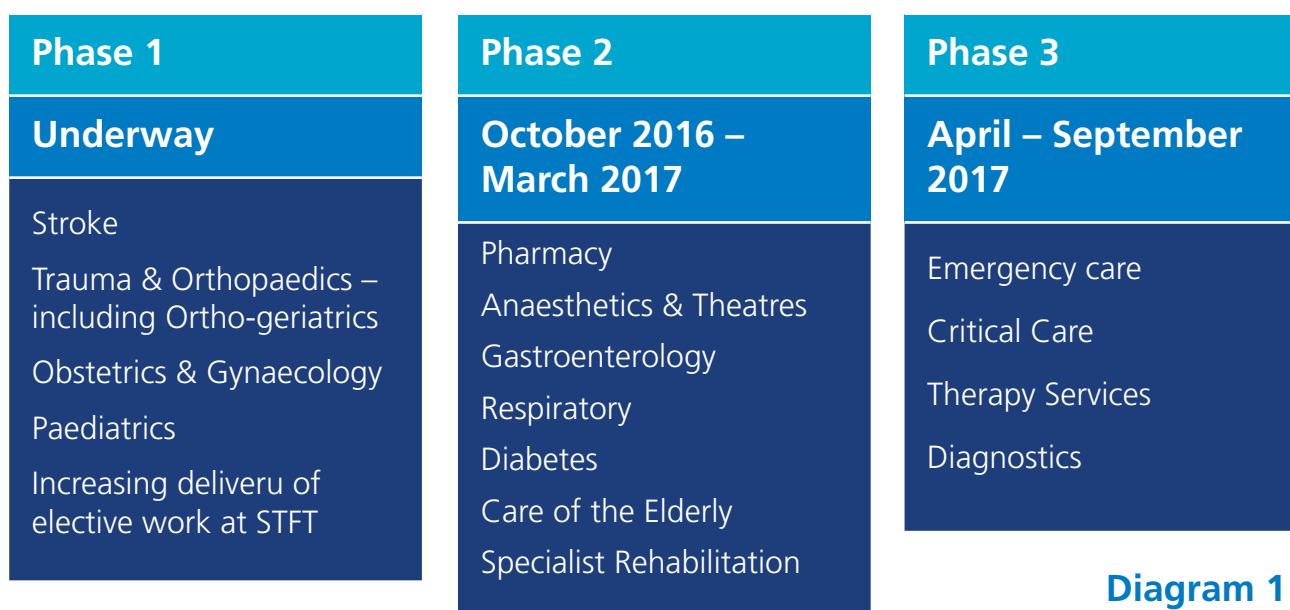 Phase 1
Underway
Stroke
Trauma & Orthopaedics –
including Ortho-geriatrics
Obstetrics & Gynaecology
Paediatrics
Increasing deliveru of
elective work at STFT
Phase 2
October 2016 –
March 2017
Pharmacy
Anaesthetics & Theatres
Gastroenterology
Respiratory
Diabetes
Care of the Elderly
Specialist Rehabilitation
Phase 3
April – September
2017
Emergency care
Critical Care
Therapy Services
Diagnostics
Diagram 1